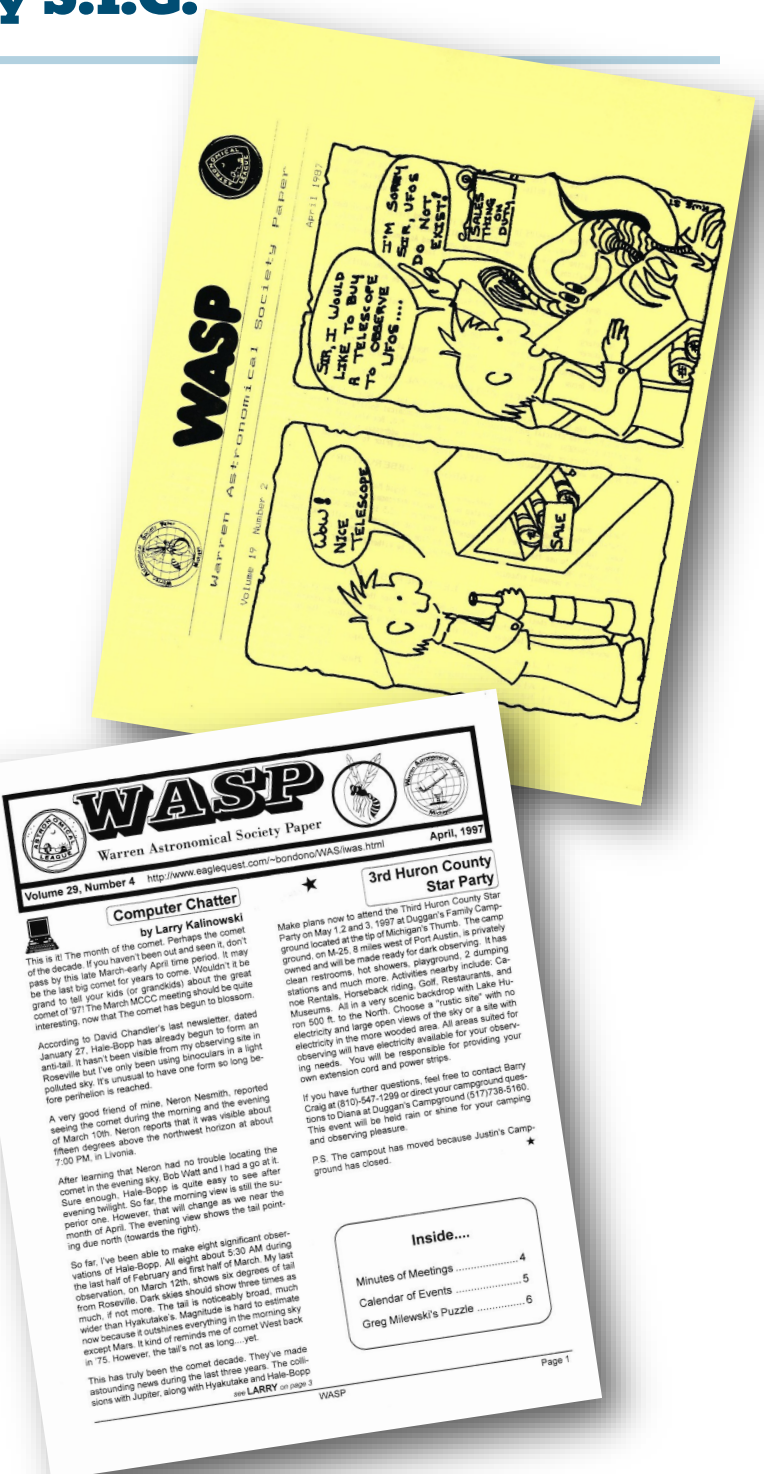 y S.I.G.
ASTRONOMICAL LEAGUE
WASP
Warren Astronomical Society Paper
Volume 19 Number 2
April 1987
WOW! NICE TELESCOPE
SALE
SIR, I WOULD LIKE TO BUY A TELESCOPE TO OBSERVE UFOS....
I'M SORRY SIR, UFOS DO NOT EXIST!
SALES THING ON DUTY
ASTRONOMICAL LEAGUE
WASP
Warren Astronomical Society Paper
Warren Astronomical Society
Michigan
Volume 29, Number 4 http://www.eaglequest.com/~bondono/WAS/iwas.html April, 1997
Computer Chatter
by Larry Kalinowski
This is it! The month of the comet. Perhaps the comet
of the decade. If you haven't been out and seen it, don't
pass by this late March-early April time period. It may
be the last big comet for years to come. Wouldn't it be
grand to tell your kids (or grandkids) about the great
comet of '97! The March MCCC meeting should be quite
interesting, now that The comet has begun to blossom.
According to David Chandler's last newsletter, dated
January 27, Hale-Bopp has already begun to form an
anti-tail. It hasn't been visible from my observing site in
Roseville but I've only been using binoculars in a light
polluted sky. It's unusual to have one form so long be-
fore perihelion is reached.
A very good friend of mine, Neron Nesmith, reported
seeing the comet during the morning and the evening
of March 10th. Neron reports that it was visible about
fifteen degrees above the northwest horizon at about
7:00 PM, in Livonia.
After learning that Neron had no trouble locating the
comet in the evening sky, Bob Watt and I had a go at it.
Sure enough, Hale-Bopp is quite easy to see after
evening twilight. So far, the morning view is still the su-
perior one. However, that will change as we near the
month of April. The evening view shows the tail point-
ing due north (towards the right).
So far, I've been able to make eight significant obser-
vations of Hale-Bopp. All eight about 5:30 AM during
the last half of February and first half of March. My last
observation, on March 12th, shows six degrees of tail
from Roseville. Dark skies should show three times as
much, if not more. The tail is noticeably broad, much
wider than Hyakutake's. Magnitude is hard to estimate
now because it outshines everything in the morning sky
except Mars. It kind of reminds me of comet West back
in '75. However, the tail's not as long....yet.
This has truly been the comet decade. They've made
astounding news during the last three years. The colli-
sions with Jupiter, along with Hyakutake and Hale-Bopp
see LARRY on page 3
3rd Huron County
Star Party
Make plans now to attend the Third Huron County Star
Party on May 1,2 and 3, 1997 at Duggan's Family Camp-
ground located at the tip of Michigan's Thumb. The camp
ground, on M-25, 8 miles west of Port Austin, is privately
owned and will be made ready for dark observing. It has
clean restrooms, hot showers, playground, 2 dumping
stations and much more. Activities nearby include: Ca-
noe Rentals, Horseback riding, Golf, Restaurants, and
Museums. All in a very scenic backdrop with Lake Hu-
ron 500 ft. to the North. Choose a "rustic site" with no
electricity and large open views of the sky or a site with
electricity in the more wooded area. All areas suited for
observing will have electricity available for your observ-
ing needs. You will be responsible for providing your
own extension cord and power strips.
If you have further questions, feel free to contact Barry
Craig at (810)-547-1299 or direct your campground ques-
tions to Diana at Duggan's Campground (517)738-5160.
This event will be held rain or shine for your camping
and observing pleasure.
P.S. The campout has moved because Justin's Camp-
ground has closed.
Inside....
Minutes of Meetings ....................4
Calendar of Events .....................5
Greg Milewski's Puzzle ...............6
WASP
Page 1